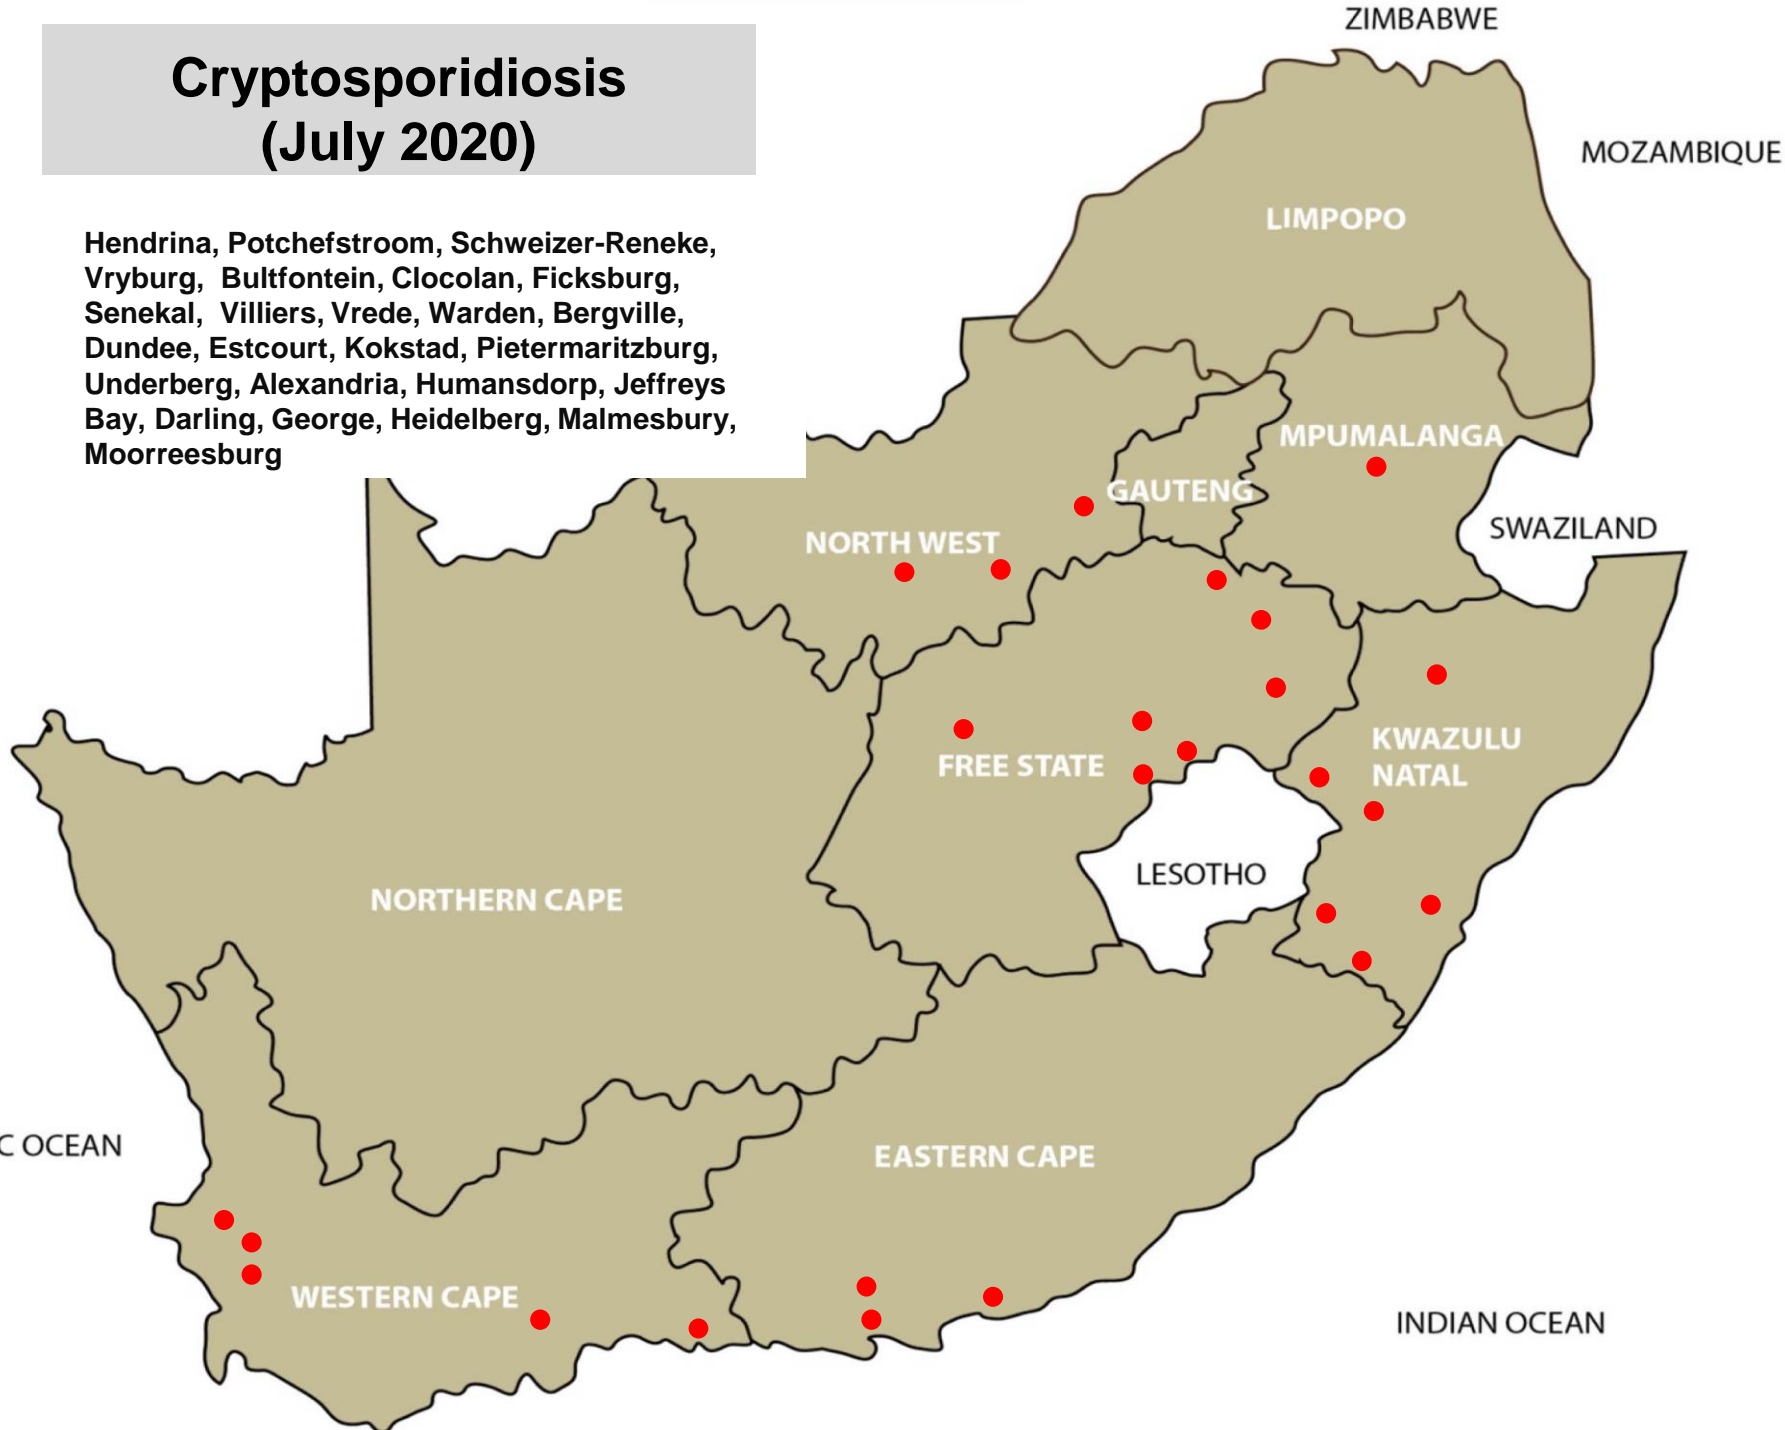 Cryptosporidiosis
(July 2020)
Hendrina, Potchefstroom, Schweizer-Reneke,
Vryburg, Bultfontein, Clocolan, Ficksburg,
Senekal, Villiers, Vrede, Warden, Bergville,
Dundee, Estcourt, Kokstad, Pietermaritzburg,
Underberg, Alexandria, Humansdorp, Jeffreys
Bay, Darling, George, Heidelberg, Malmesbury,
Moorreesburg
ZIMBABWE
MOZAMBIQUE
LIMPOPO
MPUMALANGA
GAUTENG
SWAZILAND
NORTH WEST
KWAZULU
NATAL
FREE STATE
LESOTHO
NORTHERN CAPE
C OCEAN
EASTERN CAPE
WESTERN CAPE
INDIAN OCEAN